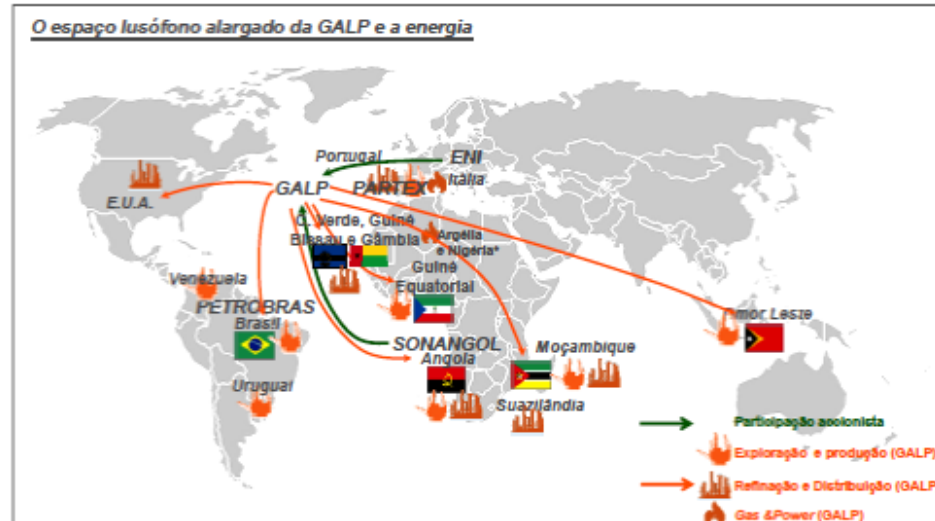 O espaço lusófono alargado da GALP e a energia
Portugal
ENI
GALP
PARTEX
Itália
E.U.A.
C. Verde, Guiné
Bissau e Gâmbia
Argélia
e Nigéria*
Guiné
Equatorial
Venezuela
PETROBRAS
Brasil
SONANGOL
Angola
Moçambique
Timor Leste
Uruguai
Suazilândia
Participação accionista
Exploração e produção (GALP)
Refinação e Distribuição (GALP
Gas &Power (GALP)